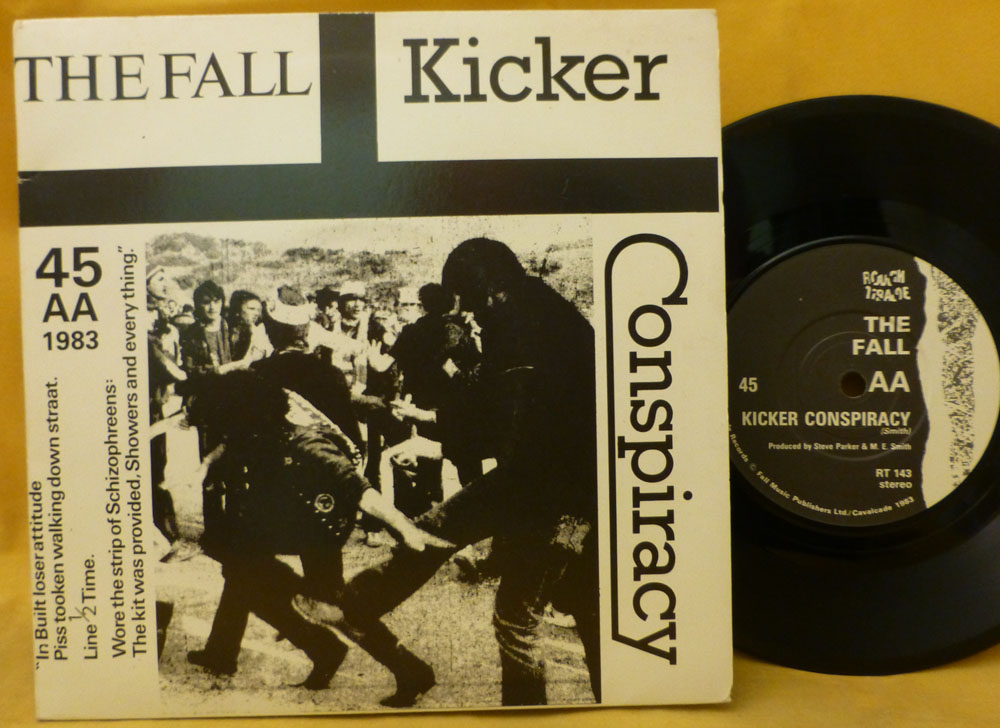 THE FALL
Kicker
Conspiracy
45
AA
1983
"In Built loser attitude
Piss tooken walking down straat.
Line 1/2 Time.
Wore the strip of Schizophreens:
The kit was provided, Showers and everything."
ROUGH
TRADE
THE
FALL
45
AA
KICKER CONSPIRACY
(Smith)
Produced by Steve Parker & M. E. Smith
RT 143
stereo
Records © Fall Music Publishers Ltd./Cavalcade 1983